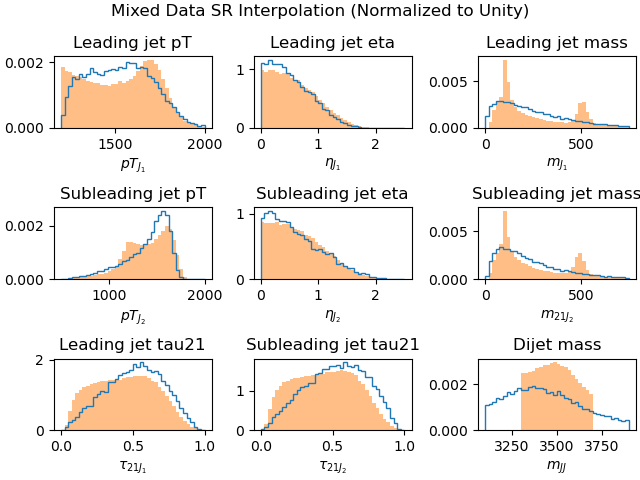 Mixed Data SR Interpolation (Normalized to Unity)
Leading jet pT
Leading jet eta
Leading jet mass
0.002
0.000
1500
2000
pT_{J_1}
1
0
0
1
2
η_{J_1}
0.005
0.000
0
500
m_{J_1}
Subleading jet pT
Subleading jet eta
Subleading jet mass
0.002
0.000
1000
2000
pT_{J_2}
1
0
0
1
2
η_{J_2}
0.005
0.000
0
500
m_{21J_2}
Leading jet tau21
Subleading jet tau21
Dijet mass
2
0
0.0
0.5
1.0
τ_{21J_1}
1
0
0.0
0.5
1.0
τ_{21J_2}
0.002
0.000
3250
3500
3750
m_{JJ}